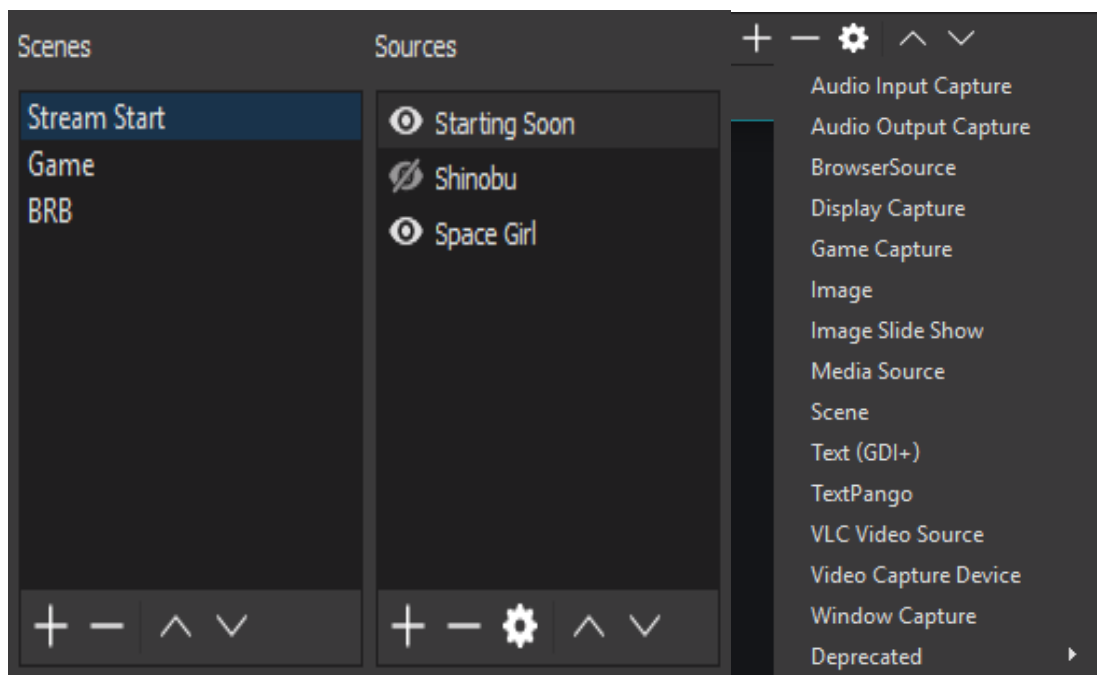 Scenes
Stream Start
Game
BRB
Sources
Starting Soon
Shinobu
Space Girl
Audio Input Capture
Audio Output Capture
BrowserSource
Display Capture
Game Capture
Image
Image Slide Show
Media Source
Scene
Text (GDI+)
TextPango
VLC Video Source
Video Capture Device
Window Capture
Deprecated